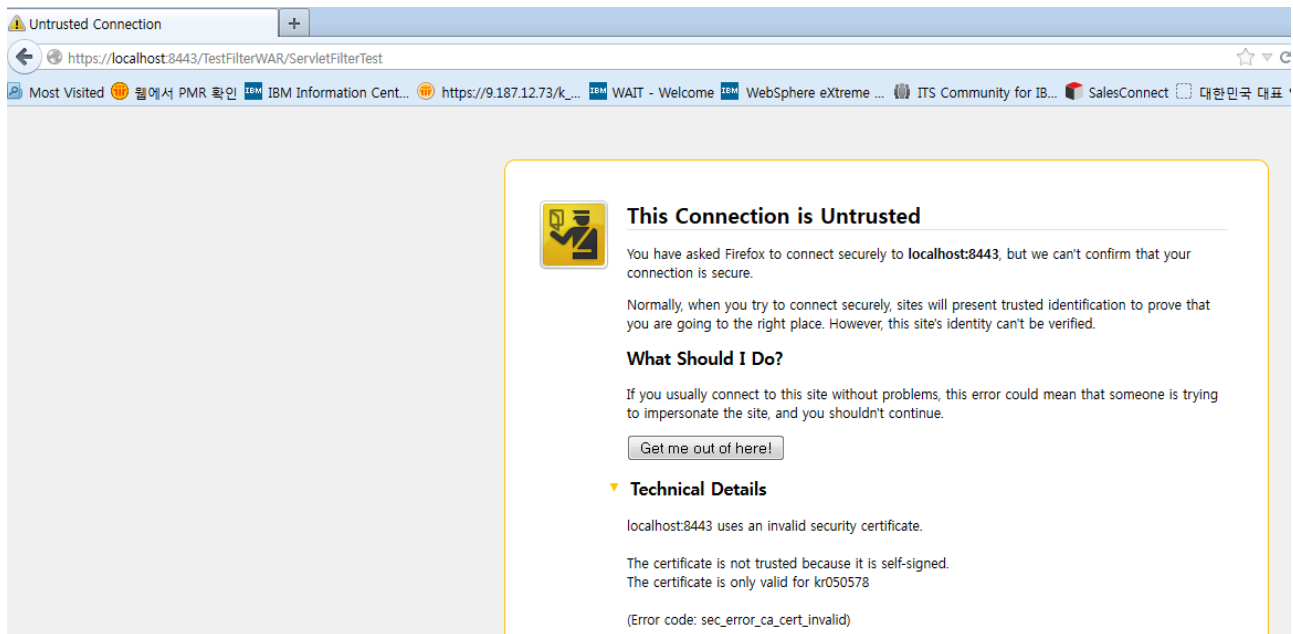 Untrusted Connection
https://localhost:8443/TestFilterWAR/ServletFilterTest
Most Visited 웹에서 PMR 확인 IBM Information Cent... https://9.187.12.73/k_... WAIT - Welcome WebSphere eXtreme ... ITS Community for IB... SalesConnect 대한민국 대표
This Connection is Untrusted
You have asked Firefox to connect securely to localhost:8443, but we can't confirm that your
connection is secure.
Normally, when you try to connect securely, sites will present trusted identification to prove that
you are going to the right place. However, this site's identity can't be verified.
What Should I Do?
If you usually connect to this site without problems, this error could mean that someone is trying
to impersonate the site, and you shouldn't continue.
Get me out of here!
Technical Details
localhost:8443 uses an invalid security certificate.
The certificate is not trusted because it is self-signed.
The certificate is only valid for kr050578
(Error code: sec_error_ca_cert_invalid)